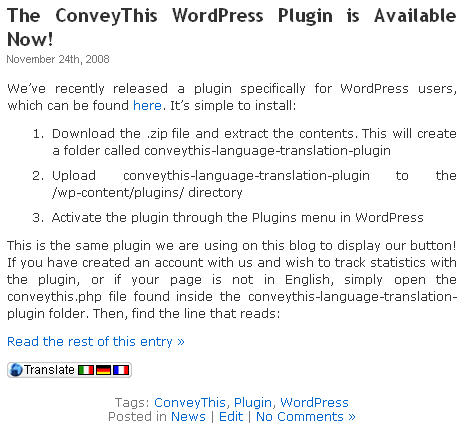 The ConveyThis WordPress Plugin is Available
Now!
November 24th, 2008
We've recently released a plugin specifically for WordPress users,
which can be found here. It's simple to install:
1. Download the .zip file and extract the contents. This will create
a folder called conveythis-language-translation-plugin
2. Upload conveythis-language-translation-plugin to the
/wp-content/plugins/ directory
3. Activate the plugin through the Plugins menu in WordPress
This is the same plugin we are using on this blog to display our button!
If you have created an account with us and wish to track statistics with
the plugin, or if your page is not in English, simply open the
conveythis.php file found inside the conveythis-language-translation-
plugin folder. Then, find the line that reads:
Read the rest of this entry »
Translate
Tags: ConveyThis, Plugin, WordPress
Posted in News | Edit | No Comments »